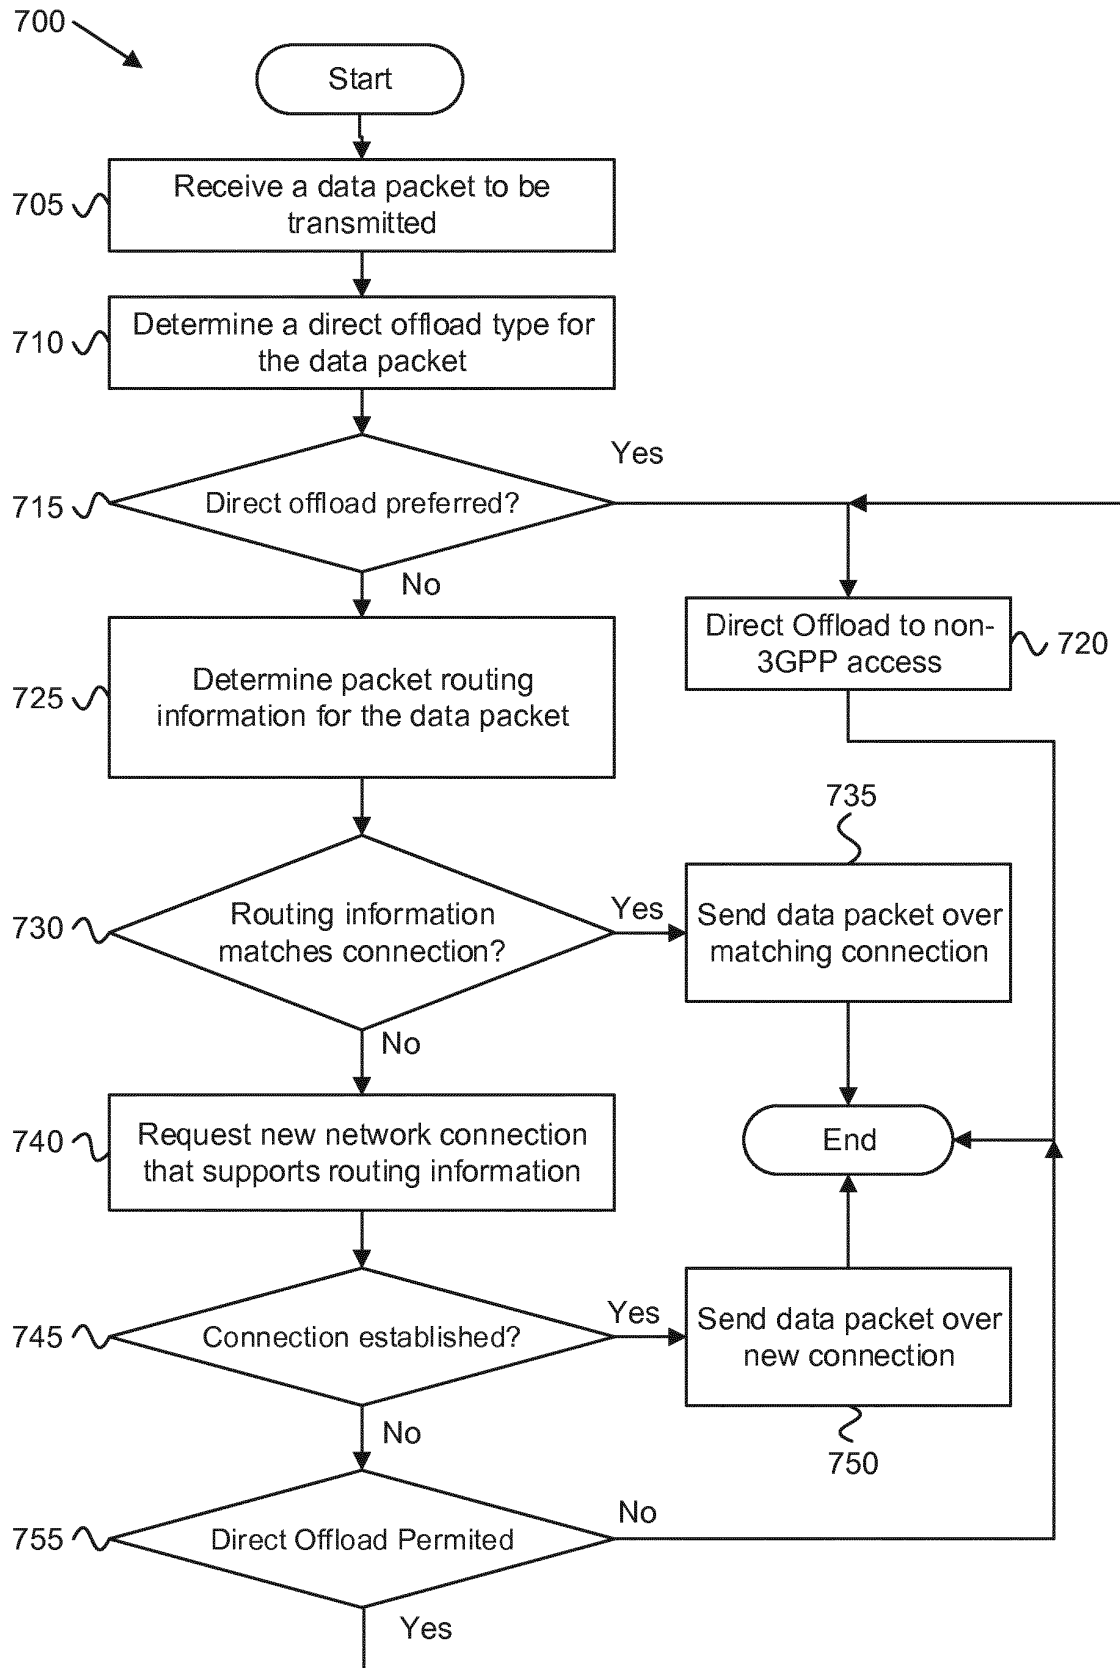 700
Start
705
Receive a data packet to be
transmitted
710
Determine a direct offload type for
the data packet
715
Direct offload preferred?
Yes
No
Direct Offload to non-
3GPP access
720
725
Determine packet routing
information for the data packet
735
730
Routing information
matches connection?
Yes
Send data packet over
matching connection
No
740
Request new network connection
that supports routing information
End
745
Connection established?
Yes
Send data packet over
new connection
No
750
755
Direct Offload Permited
No
Yes